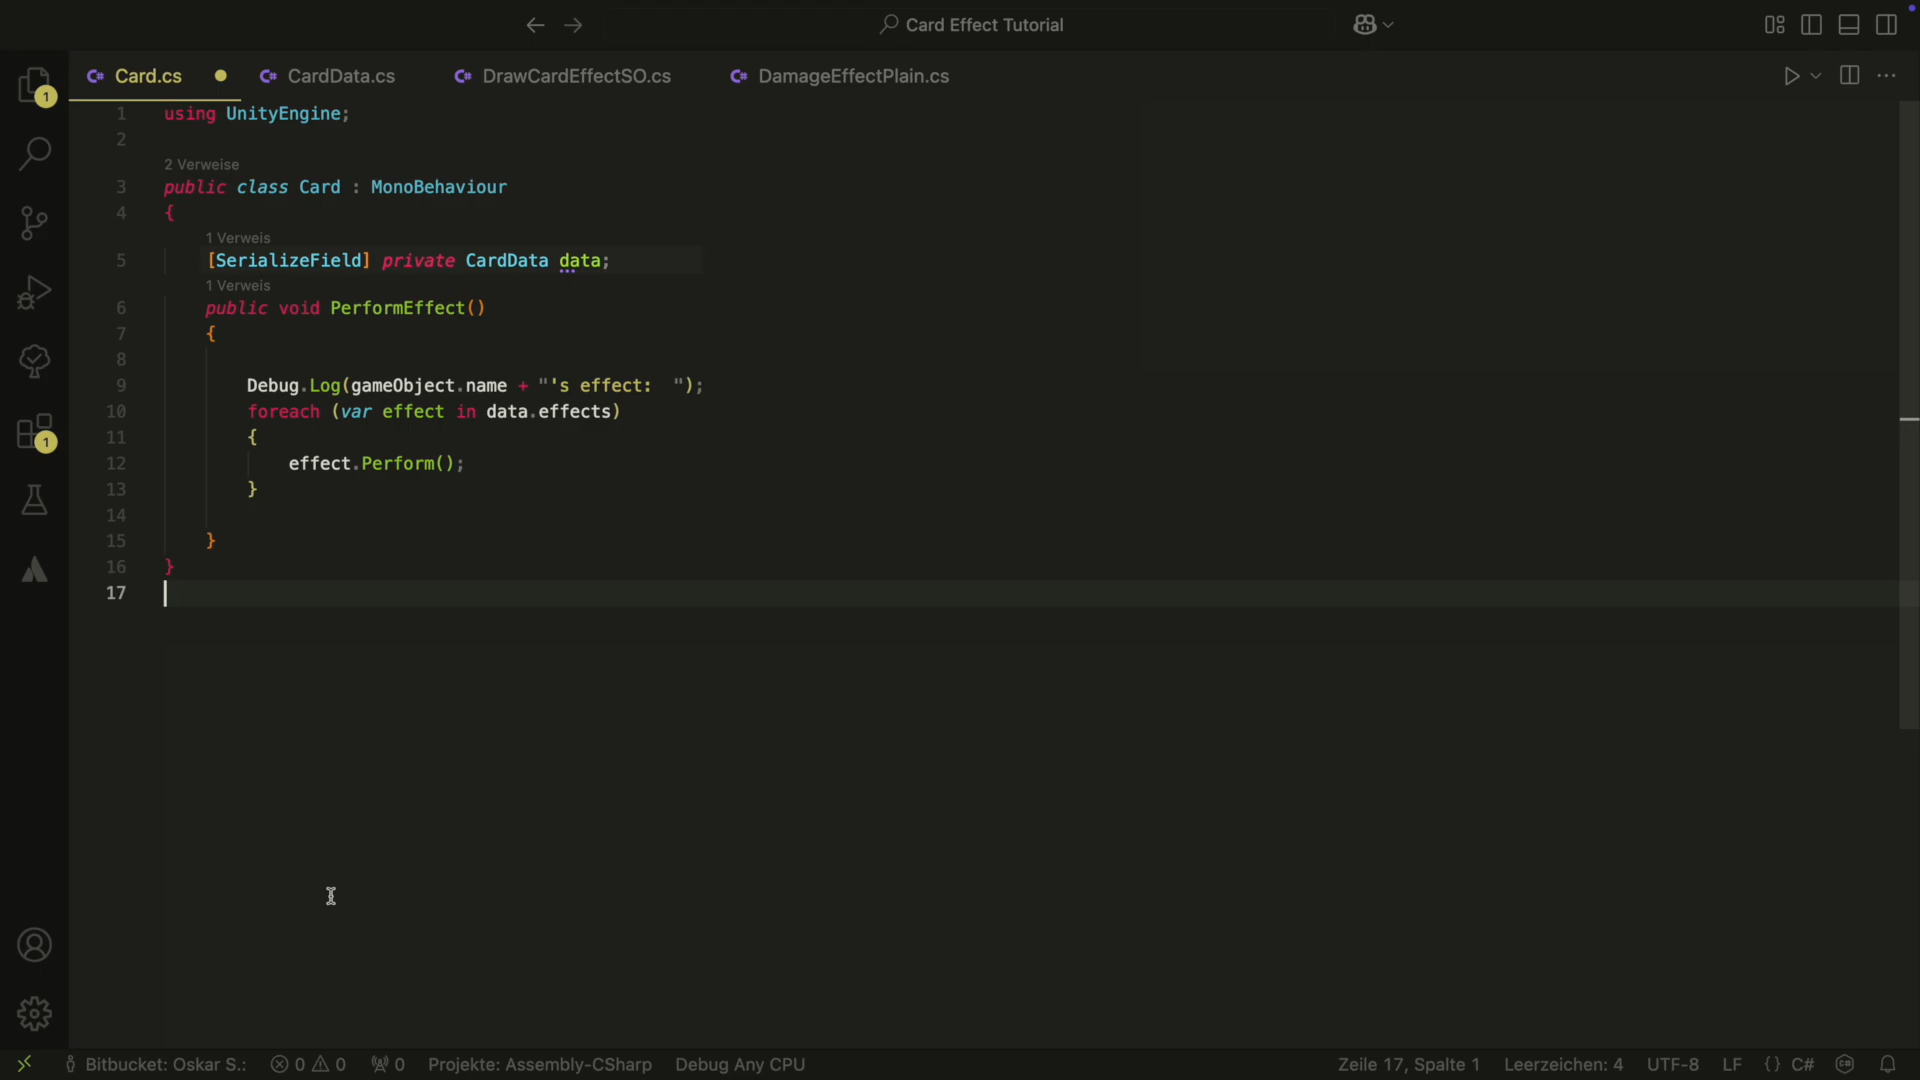 Card Effect Tutorial
Card.cs CardData.cs DrawCardEffectSO.cs DamageEffectPlain.cs
1 using UnityEngine;
2
2 Verweise
3 public class Card : MonoBehaviour
4 {
1 Verweis
5 [SerializeField] private CardData data;
1 Verweis
6 public void PerformEffect()
7 {
8
9 Debug.Log(gameObject.name + "'s effect:  ");
10 foreach (var effect in data.effects)
11 {
12 effect.Perform();
13 }
14
15 }
16 }
17
1
1
Bitbucket: Oskar S.: 0 0 0 Projekte: Assembly-CSharp Debug Any CPU Zeile 17, Spalte 1 Leerzeichen: 4 UTF-8 LF {} C#